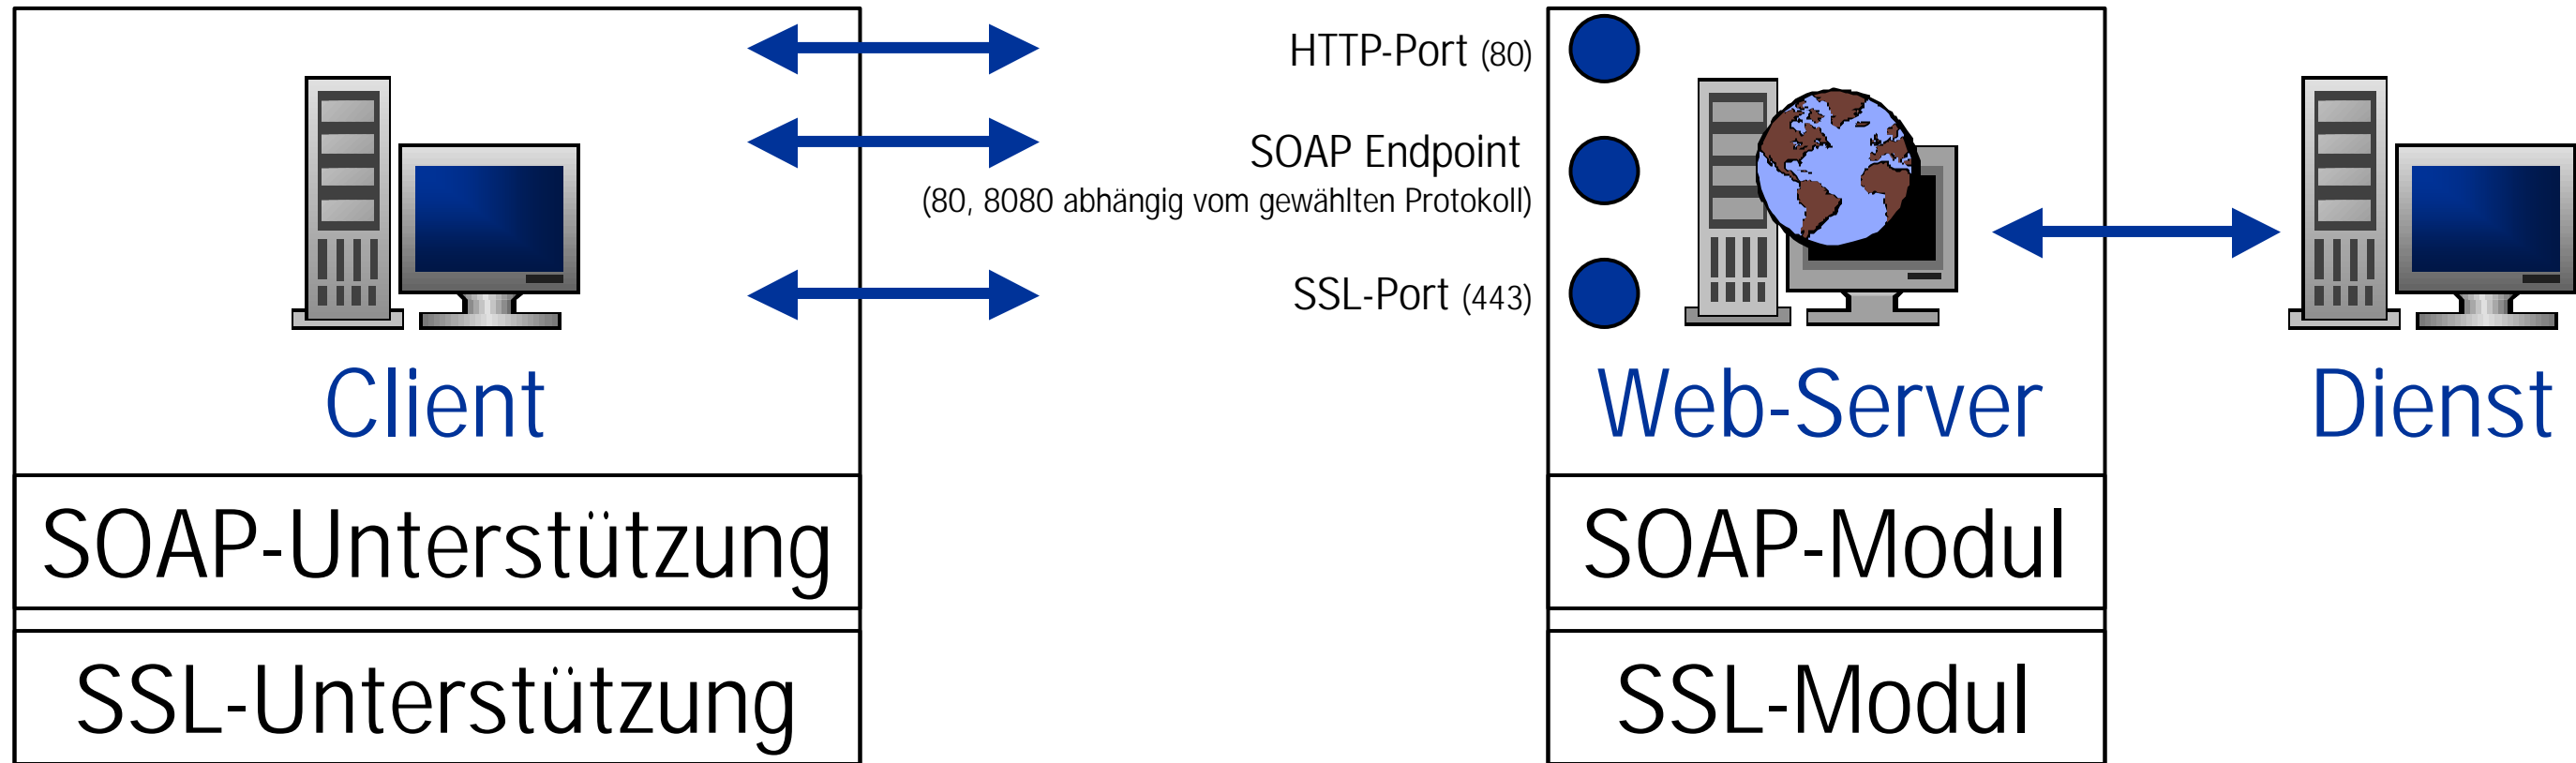 HTTP-Port (80)
SOAP Endpoint
(80, 8080 abhängig vom gewählten Protokoll)
SSL-Port (443)
Client
Web-Server
Dienst
SOAP-Unterstützung
SOAP-Modul
SSL-Unterstützung
SSL-Modul